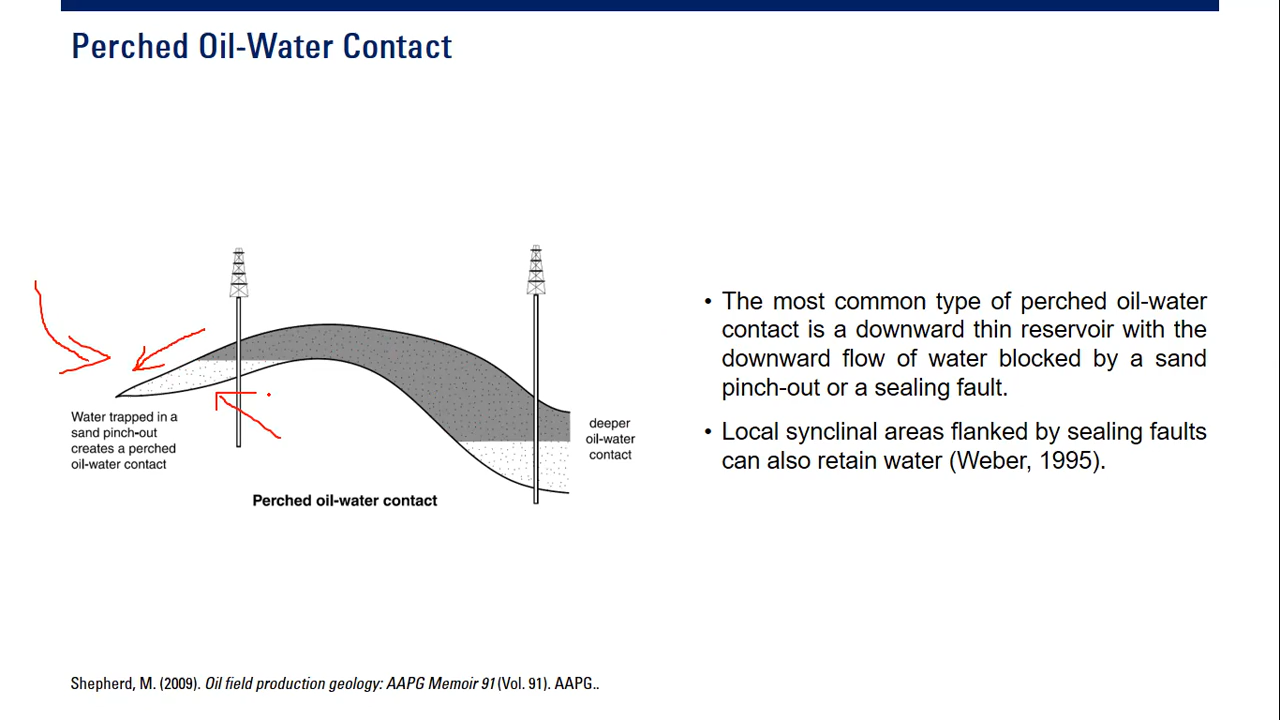 Perched Oil-Water Contact
Water trapped in a
sand pinch-out
creates a perched
oil-water contact
deeper
oil-water
contact
Perched oil-water contact
• The most common type of perched oil-water
contact is a downward thin reservoir with the
downward flow of water blocked by a sand
pinch-out or a sealing fault.
• Local synclinal areas flanked by sealing faults
can also retain water (Weber, 1995).
Shepherd, M. (2009). Oil field production geology: AAPG Memoir 91 (Vol. 91). AAPG..